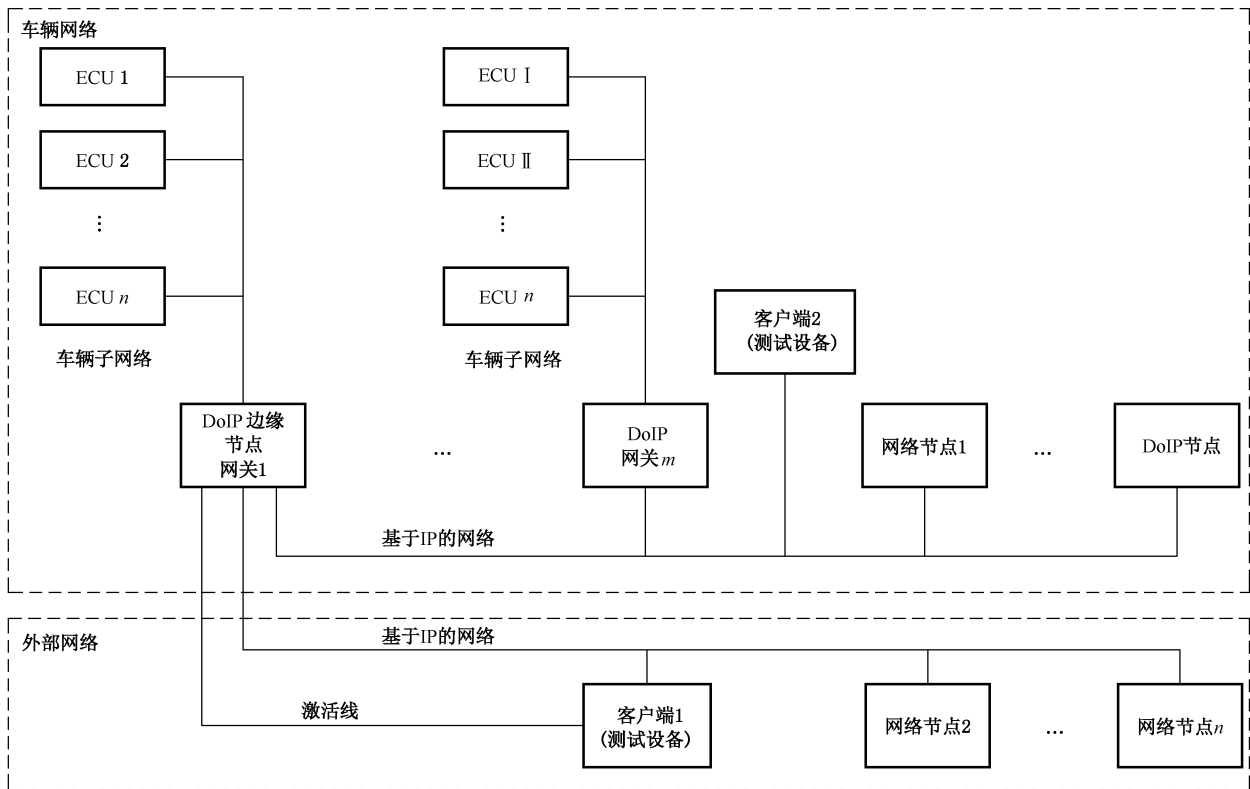 车辆网络
ECU 1
ECU Ⅰ
ECU 2
ECU Ⅱ
⋮
⋮
ECU n
ECU n
客户端2
(测试设备)
车辆子网络
车辆子网络
DoIP 边缘
节点
网关1
...
DoIP
网关m
网络节点1
...
DoIP节点
基于IP的网络
外部网络
基于IP的网络
激活线
客户端1
(测试设备)
网络节点2
...
网络节点n